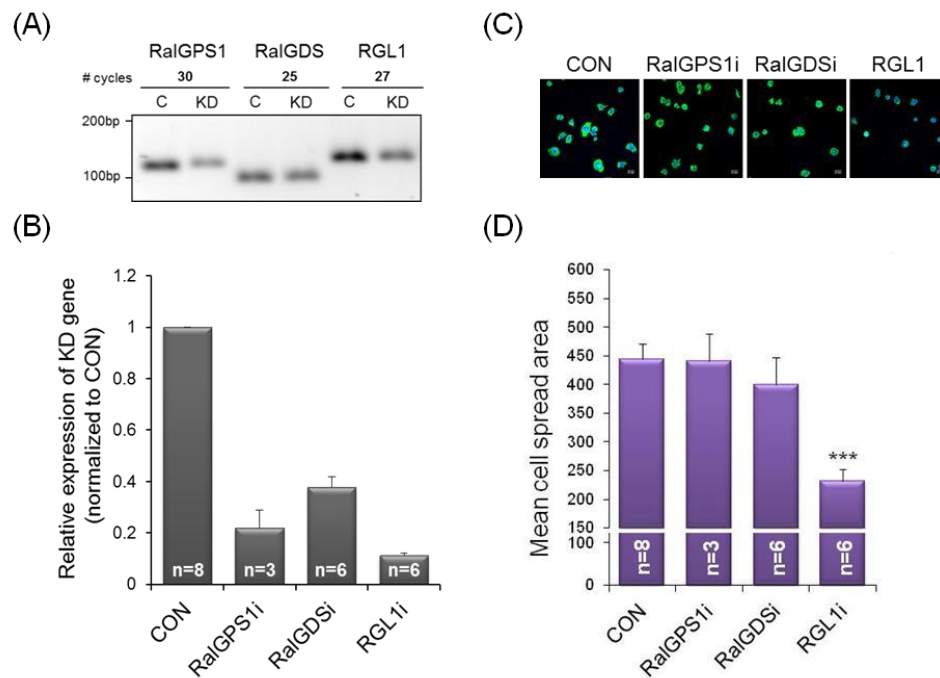 (A)
RalGPS1 RalGDS RGL1
# cycles 30 25 27
C KD C KD C KD
200bp
100bp
(C)
CON RalGPS1i RalGDSi RGL1
(B)
Relative expression of KD gene
(normalized to CON)
1.2
1
0.8
0.6
0.4
0.2
0
n=8 n=3 n=6 n=6
CON RalGPS1i RalGDSi RGL1i
(D)
Mean cell spread area
600
550
500
450
400
350
300
250
200
150
100
0
***
n=8 n=3 n=6 n=6
CON RalGPS1i RalGDSi RGL1i